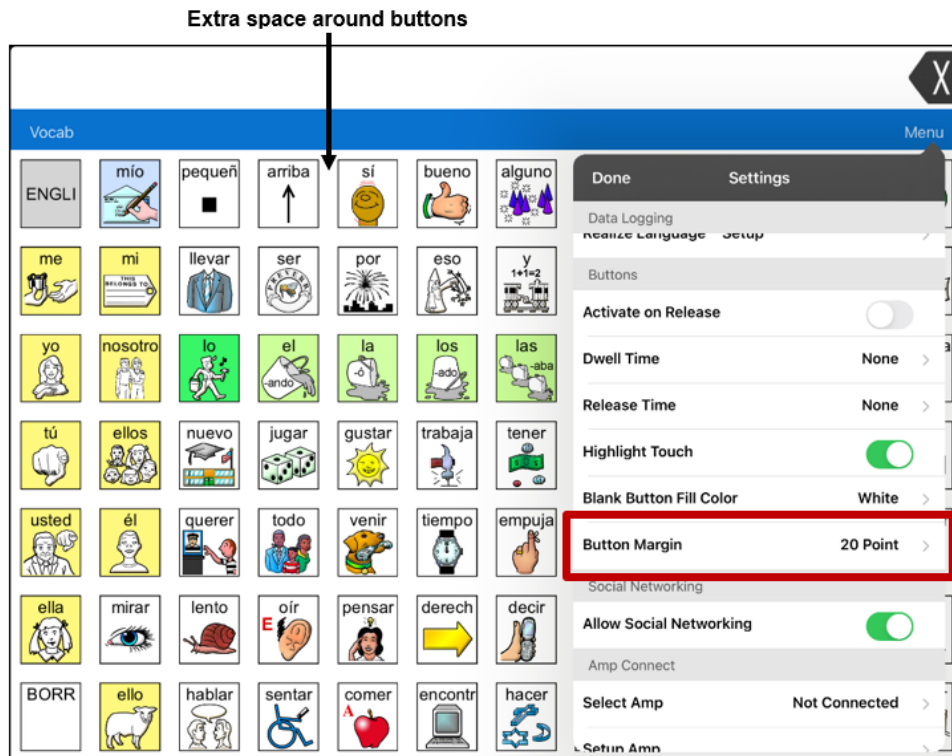 Extra space around buttons
X
Vocab Menu
ENGLI mío pequeñ arriba sí bueno alguno
me mi llevar ser por eso y
THIS BELONGS TO 1+1=2
yo nosotro lo el la los las
-ando -ó -ado -aba
tú ellos nuevo jugar gustar trabaja tener
usted él querer todo venir tiempo empuja
ella mirar lento oír pensar derech decir
E
BORR ello hablar sentar comer encontr hacer
A
Done Settings
Data Logging
Realize Language Setup
Buttons
Activate on Release
Dwell Time None
Release Time None
Highlight Touch
Blank Button Fill Color White
Button Margin 20 Point
Social Networking
Allow Social Networking
Amp Connect
Select Amp Not Connected
Setup Amp